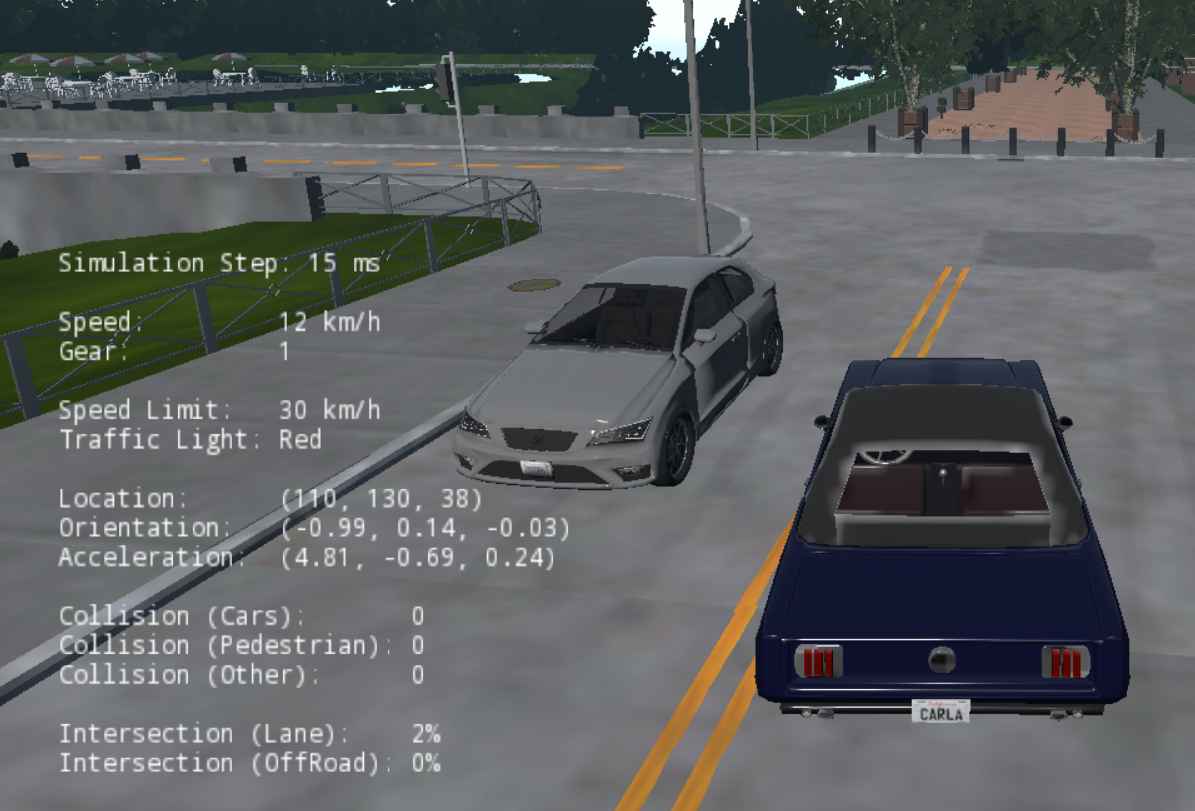 Simulation Step: 15 ms
Speed: 12 km/h
Gear: 1
Speed Limit: 30 km/h
Traffic Light: Red
Location: (110, 130, 38)
Orientation: (-0.99, 0.14, -0.03)
Acceleration: (4.81, -0.69, 0.24)
Collision (Cars): 0
Collision (Pedestrian): 0
Collision (Other): 0
CARLA
Intersection (Lane): 2%
Intersection (OffRoad): 0%